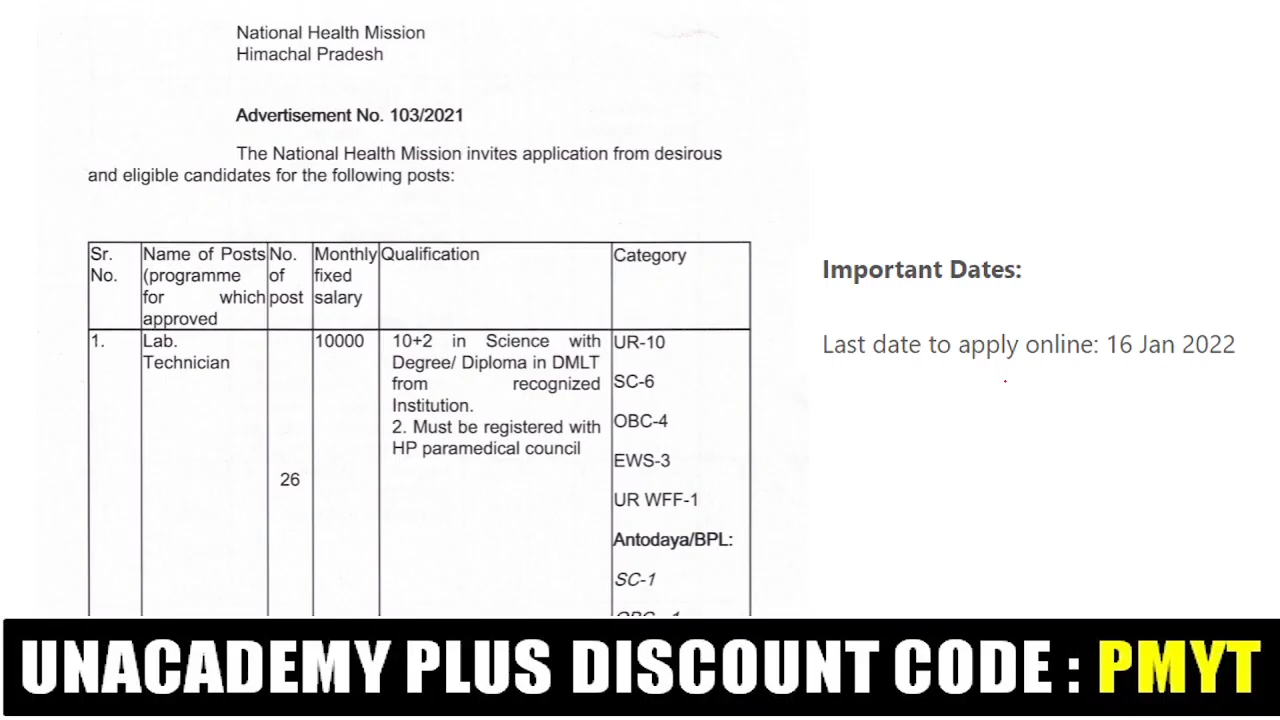 National Health Mission
Himachal Pradesh
Advertisement No. 103/2021
The National Health Mission invites application from desirous
and eligible candidates for the following posts:
Sr. No.
Name of Posts (programme for which approved
No. of post
Monthly fixed salary
Qualification
Category
1.
Lab. Technician
26
10000
10+2 in Science with
Degree/ Diploma in DMLT
from recognized
Institution.
2. Must be registered with
HP paramedical council
UR-10
SC-6
OBC-4
EWS-3
UR WFF-1
Antodaya/BPL:
SC-1
Important Dates:
Last date to apply online: 16 Jan 2022
UNACADEMY PLUS DISCOUNT CODE : PMYT